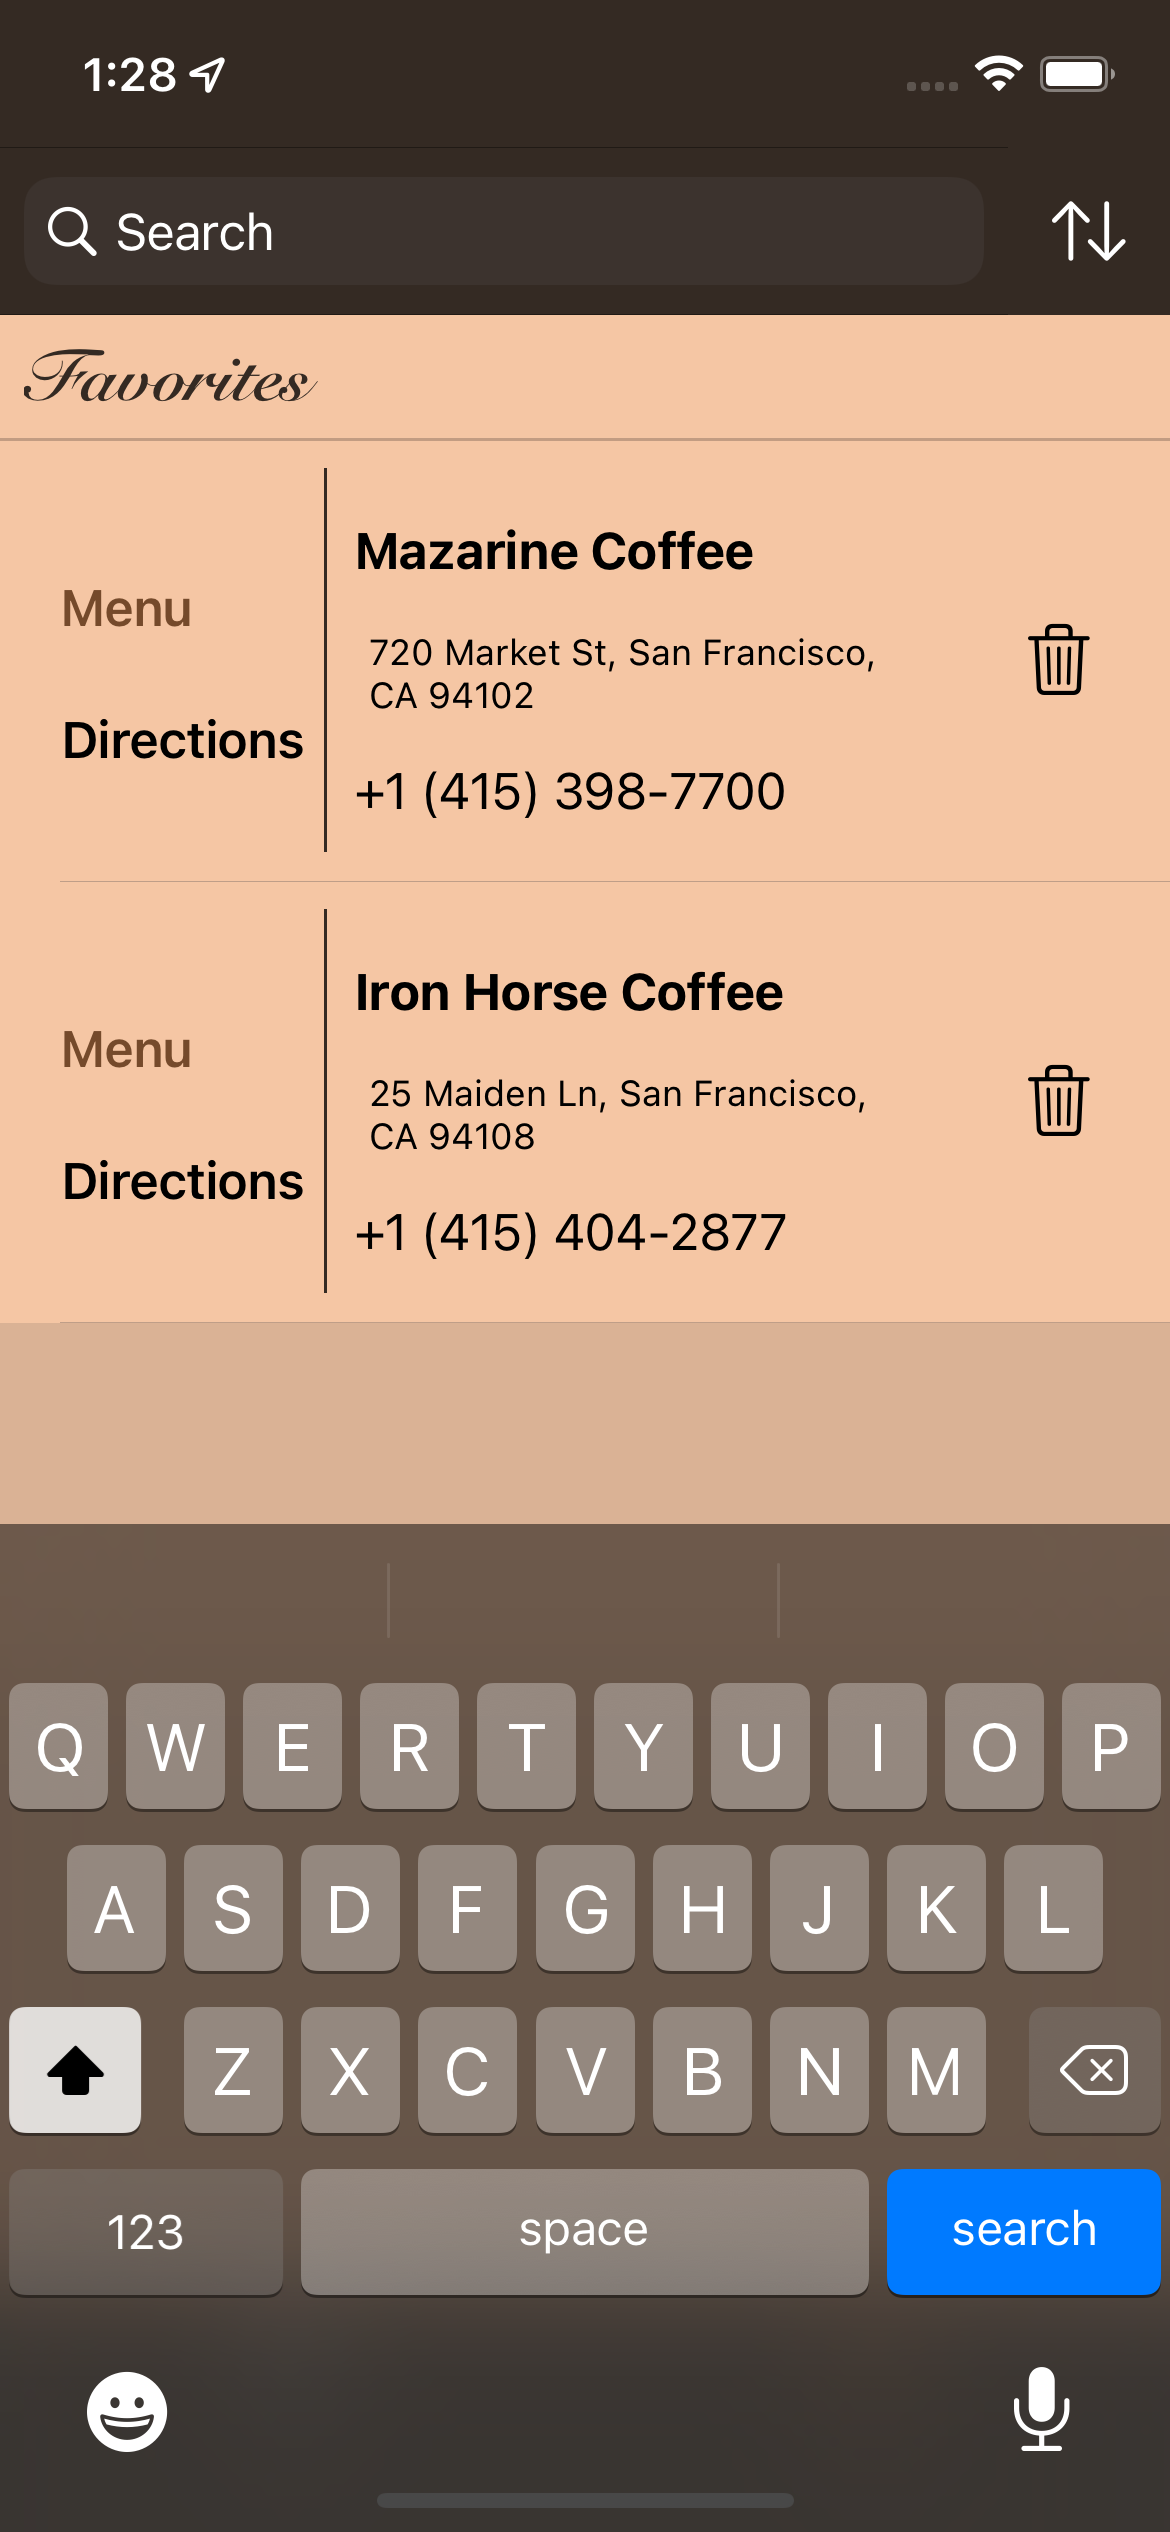 1:28
Search
Favorites
Mazarine Coffee
Menu
720 Market St, San Francisco,
CA 94102
Directions
+1 (415) 398-7700
Iron Horse Coffee
Menu
25 Maiden Ln, San Francisco,
CA 94108
Directions
+1 (415) 404-2877
Q W E R T Y U I O P
A S D F G H J K L
Z X C V B N M
123 space search